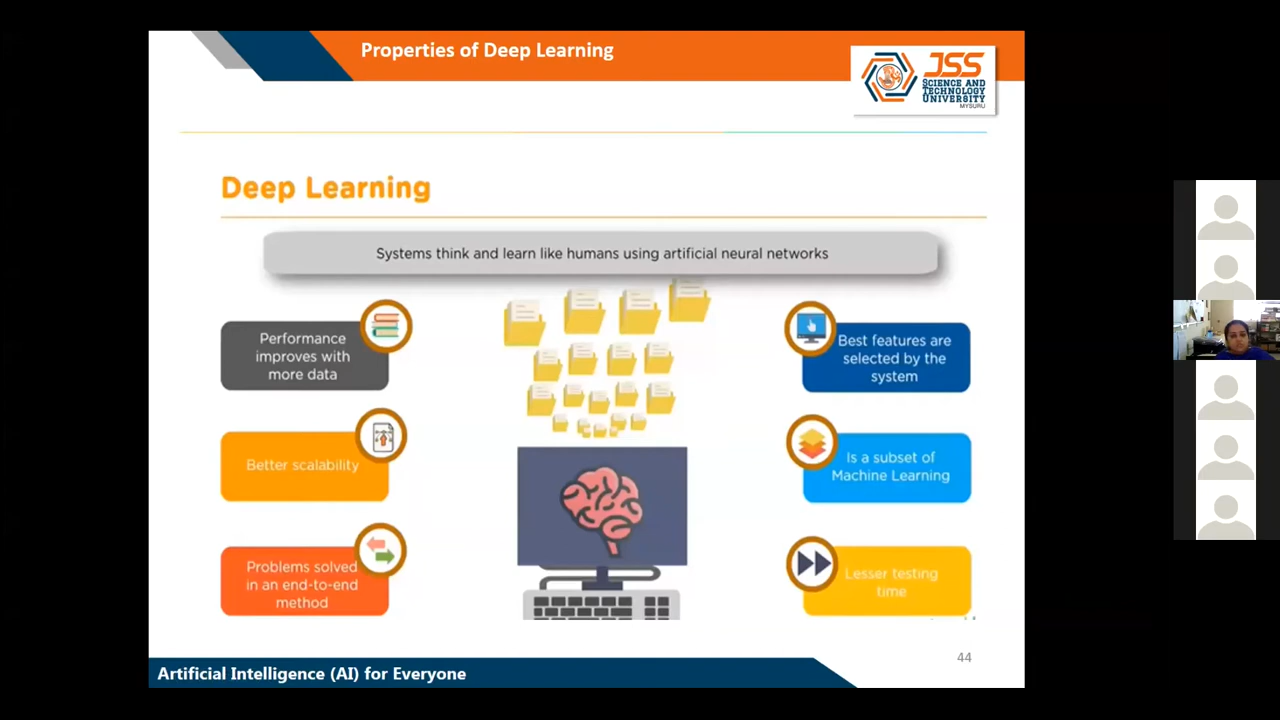 Properties of Deep Learning
JSS
SCIENCE AND
TECHNOLOGY
UNIVERSITY
MYSURU
Deep Learning
Systems think and learn like humans using artificial neural networks
Performance
improves with
more data
Best features are
selected by the
system
Better scalability
Is a subset of
Machine Learning
Problems solved
in an end-to-end
method
Lesser testing
time
44
Artificial Intelligence (AI) for Everyone